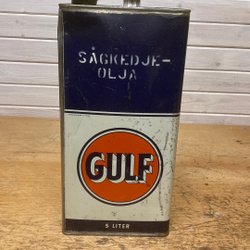 SÅGKEDJE-
OLJA
GULF
5 LITER